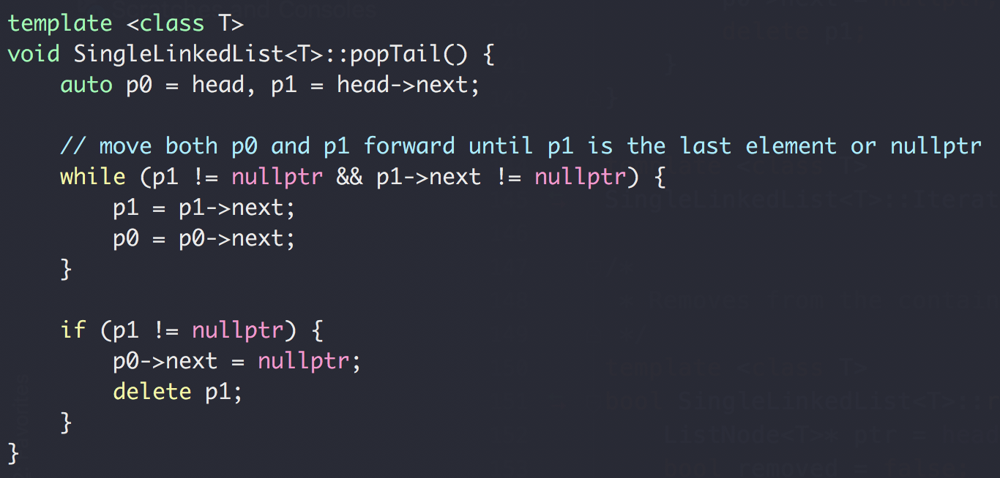 template <class T>
void SingleLinkedList<T>::popTail() {
    auto p0 = head, p1 = head->next;

    // move both p0 and p1 forward until p1 is the last element or nullptr
    while (p1 != nullptr && p1->next != nullptr) {
        p1 = p1->next;
        p0 = p0->next;
    }

    if (p1 != nullptr) {
        p0->next = nullptr;
        delete p1;
    }
}